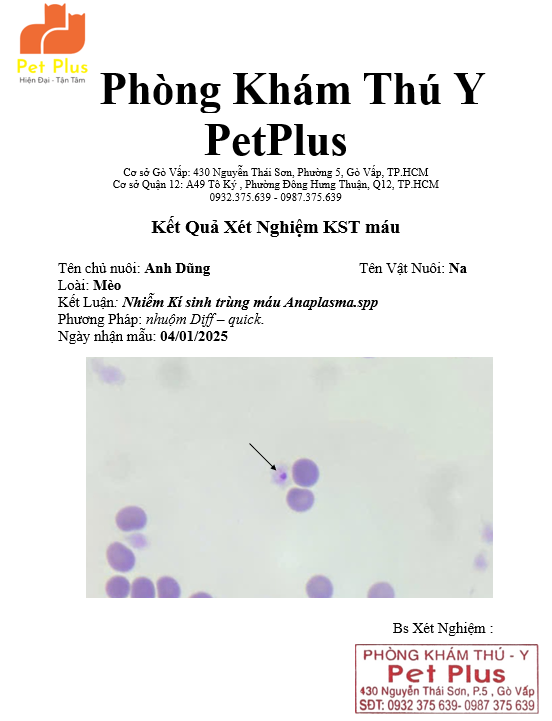 Pet Plus
Hiện Đại - Tận Tâm
Phòng Khám Thú Y
PetPlus
Cơ sở Gò Vấp: 430 Nguyễn Thái Sơn, Phường 5, Gò Vấp, TP.HCM
Cơ sở Quận 12: A49 Tô Ký , Phường Đông Hưng Thuận, Q12, TP.HCM
0932.375.639 - 0987.375.639
Kết Quả Xét Nghiệm KST máu
Tên chủ nuôi: Anh Dũng Tên Vật Nuôi: Na
Loài: Mèo
Kết Luận: Nhiễm Kí sinh trùng máu Anaplasma.spp
Phương Pháp: nhuộm Diff – quick.
Ngày nhận mẫu: 04/01/2025
Bs Xét Nghiệm :
PHÒNG KHÁM THÚ - Y
Pet Plus
430 Nguyễn Thái Sơn, P.5 , Gò Vấp
SĐT: 0932 375 639- 0987 375 639